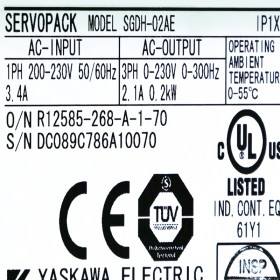 SERVOPACK MODEL SGDH-02AE IP1X
AC-INPUT AC-OUTPUT OPERATING
1PH 200-230V 50/60Hz 3PH 0-230V 0-300Hz AMBIENT
TEMPERATUR
3.4A 2.1A 0.2kW 0-55℃
O/N R12585-268-A-1-70
S/N DC089C786A10070
C UL US
LISTED
IND. CONT. EQ
61Y1
CE TÜV
YASKAWA ELECTRIC
INSP